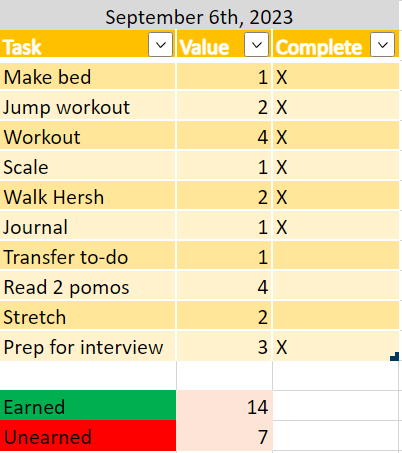 September 6th, 2023
Task Value Complete
Make bed 1 X
Jump workout 2 X
Workout 4 X
Scale 1 X
Walk Hersh 2 X
Journal 1 X
Transfer to-do 1
Read 2 pomos 4
Stretch 2
Prep for interview 3 X
Earned 14
Unearned 7